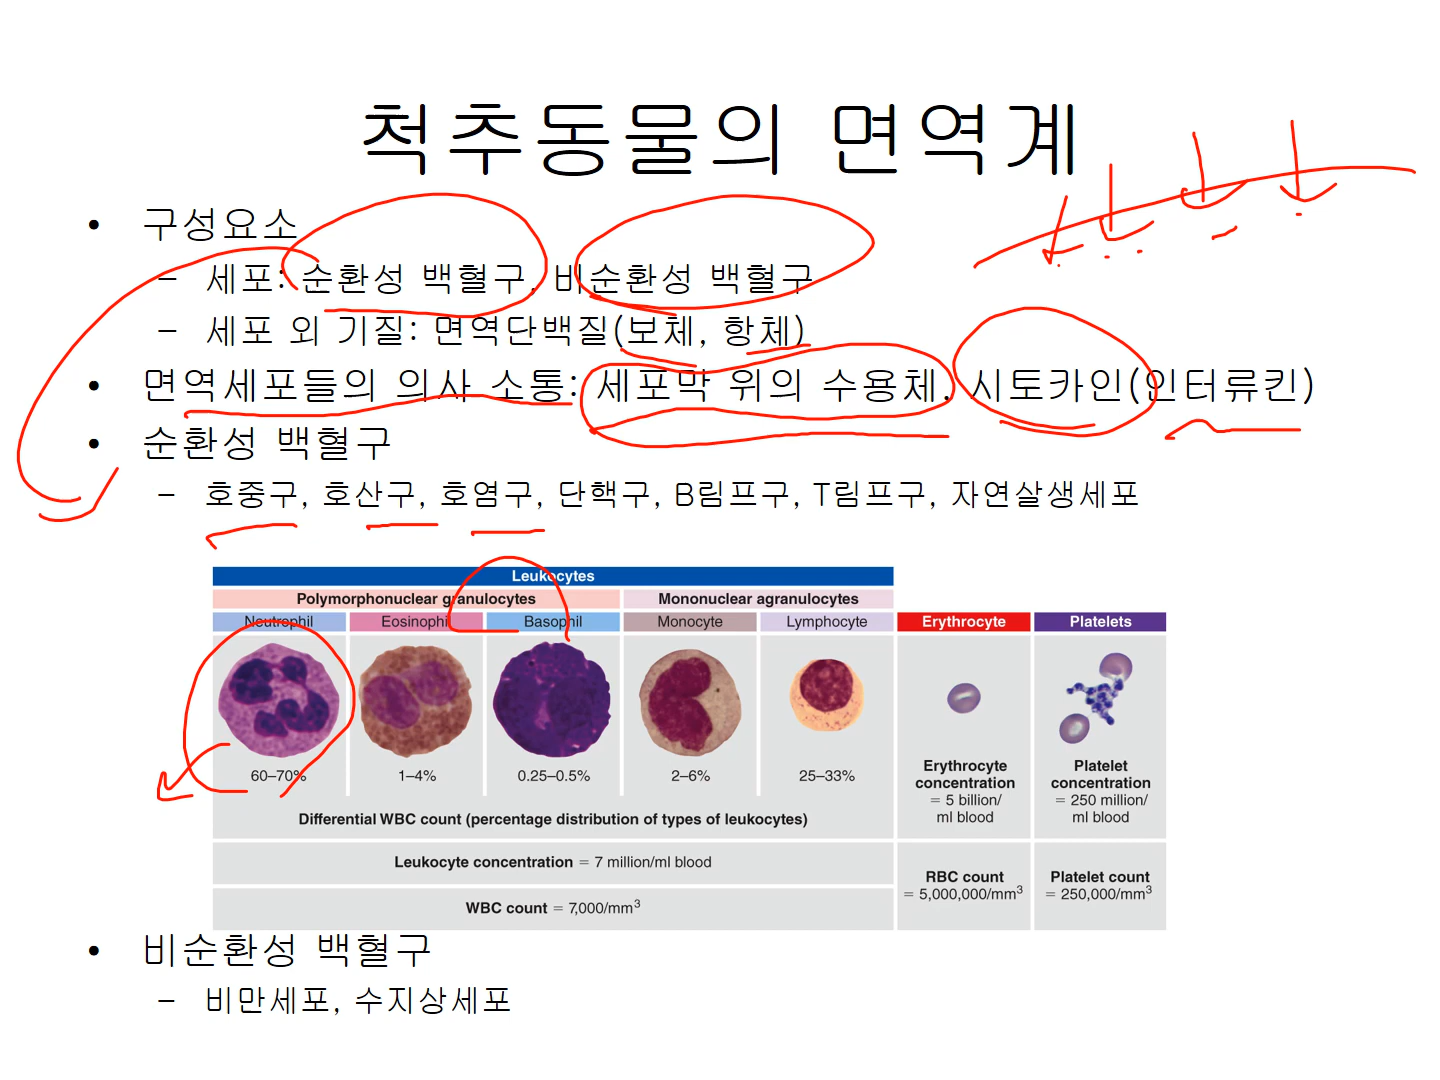 척추동물의 면역계
• 구성요소
– 세포: 순환성 백혈구, 비순환성 백혈구
– 세포 외 기질: 면역단백질(보체, 항체)
• 면역세포들의 의사 소통: 세포막 위의 수용체, 시토카인(인터류킨)
• 순환성 백혈구
– 호중구, 호산구, 호염구, 단핵구, B림프구, T림프구, 자연살생세포
Leukocytes
Polymorphonuclear granulocytes Mononuclear agranulocytes
Neutrophil Eosinophil Basophil Monocyte Lymphocyte Erythrocyte Platelets
60–70% 1–4% 0.25–0.5% 2–6% 25–33%
Differential WBC count (percentage distribution of types of leukocytes)
Erythrocyte
concentration
= 5 billion/
ml blood
Platelet
concentration
= 250 million/
ml blood
Leukocyte concentration = 7 million/ml blood
WBC count = 7,000/mm³
RBC count
= 5,000,000/mm³
Platelet count
= 250,000/mm³
• 비순환성 백혈구
– 비만세포, 수지상세포